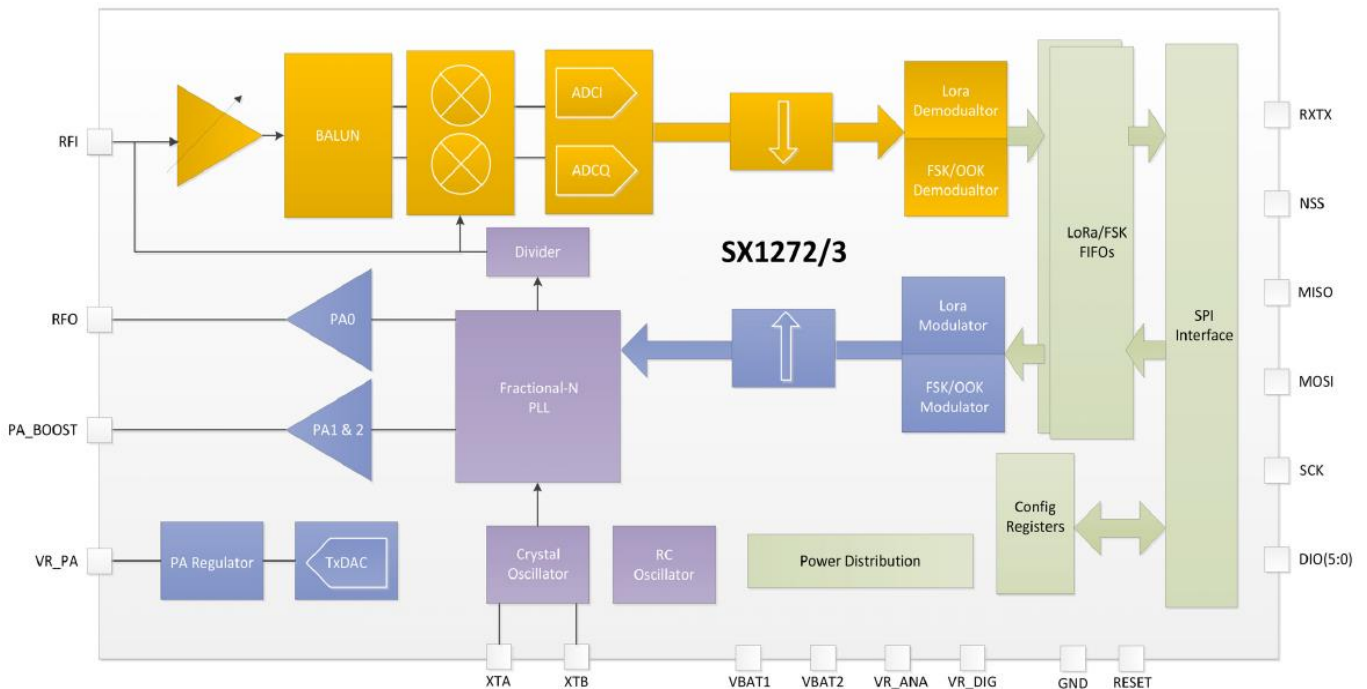 RFI
BALUN
ADCI
ADCQ
Lora
Demodualtor
FSK/OOK
Demodualtor
LoRa/FSK
FIFOs
SPI
Interface
RXTX
NSS
MISO
MOSI
SCK
DIO(5:0)
Divider
SX1272/3
RFO
PA0
Fractional-N
PLL
Lora
Modulator
FSK/OOK
Modulator
PA_BOOST
PA1 & 2
VR_PA
PA Regulator
TxDAC
Crystal
Oscillator
RC
Oscillator
Power Distribution
Config
Registers
XTA
XTB
VBAT1
VBAT2
VR_ANA
VR_DIG
GND
RESET